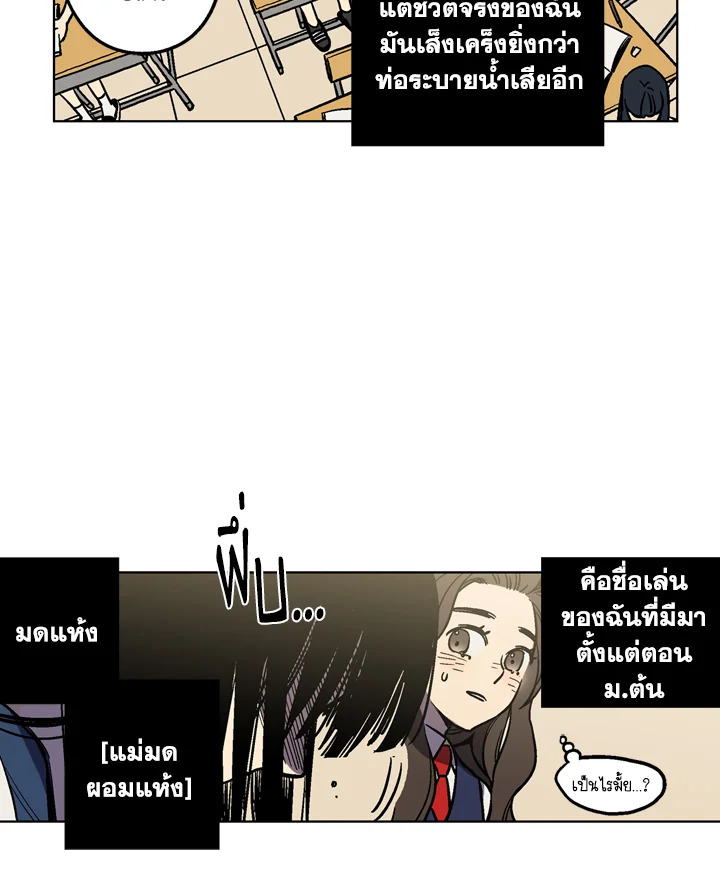 แต่ชีวิตจริงของฉัน
มันเส็งเคร็งยิ่งกว่า
ท่อระบายน้ำเสียอีก
พึ่บ...
มดแห้ง
[แม่มด
ผอมแห้ง]
คือชื่อเล่น
ของฉันที่มีมา
ตั้งแต่ตอน
ม.ต้น
เป็นไรมั้ย...?